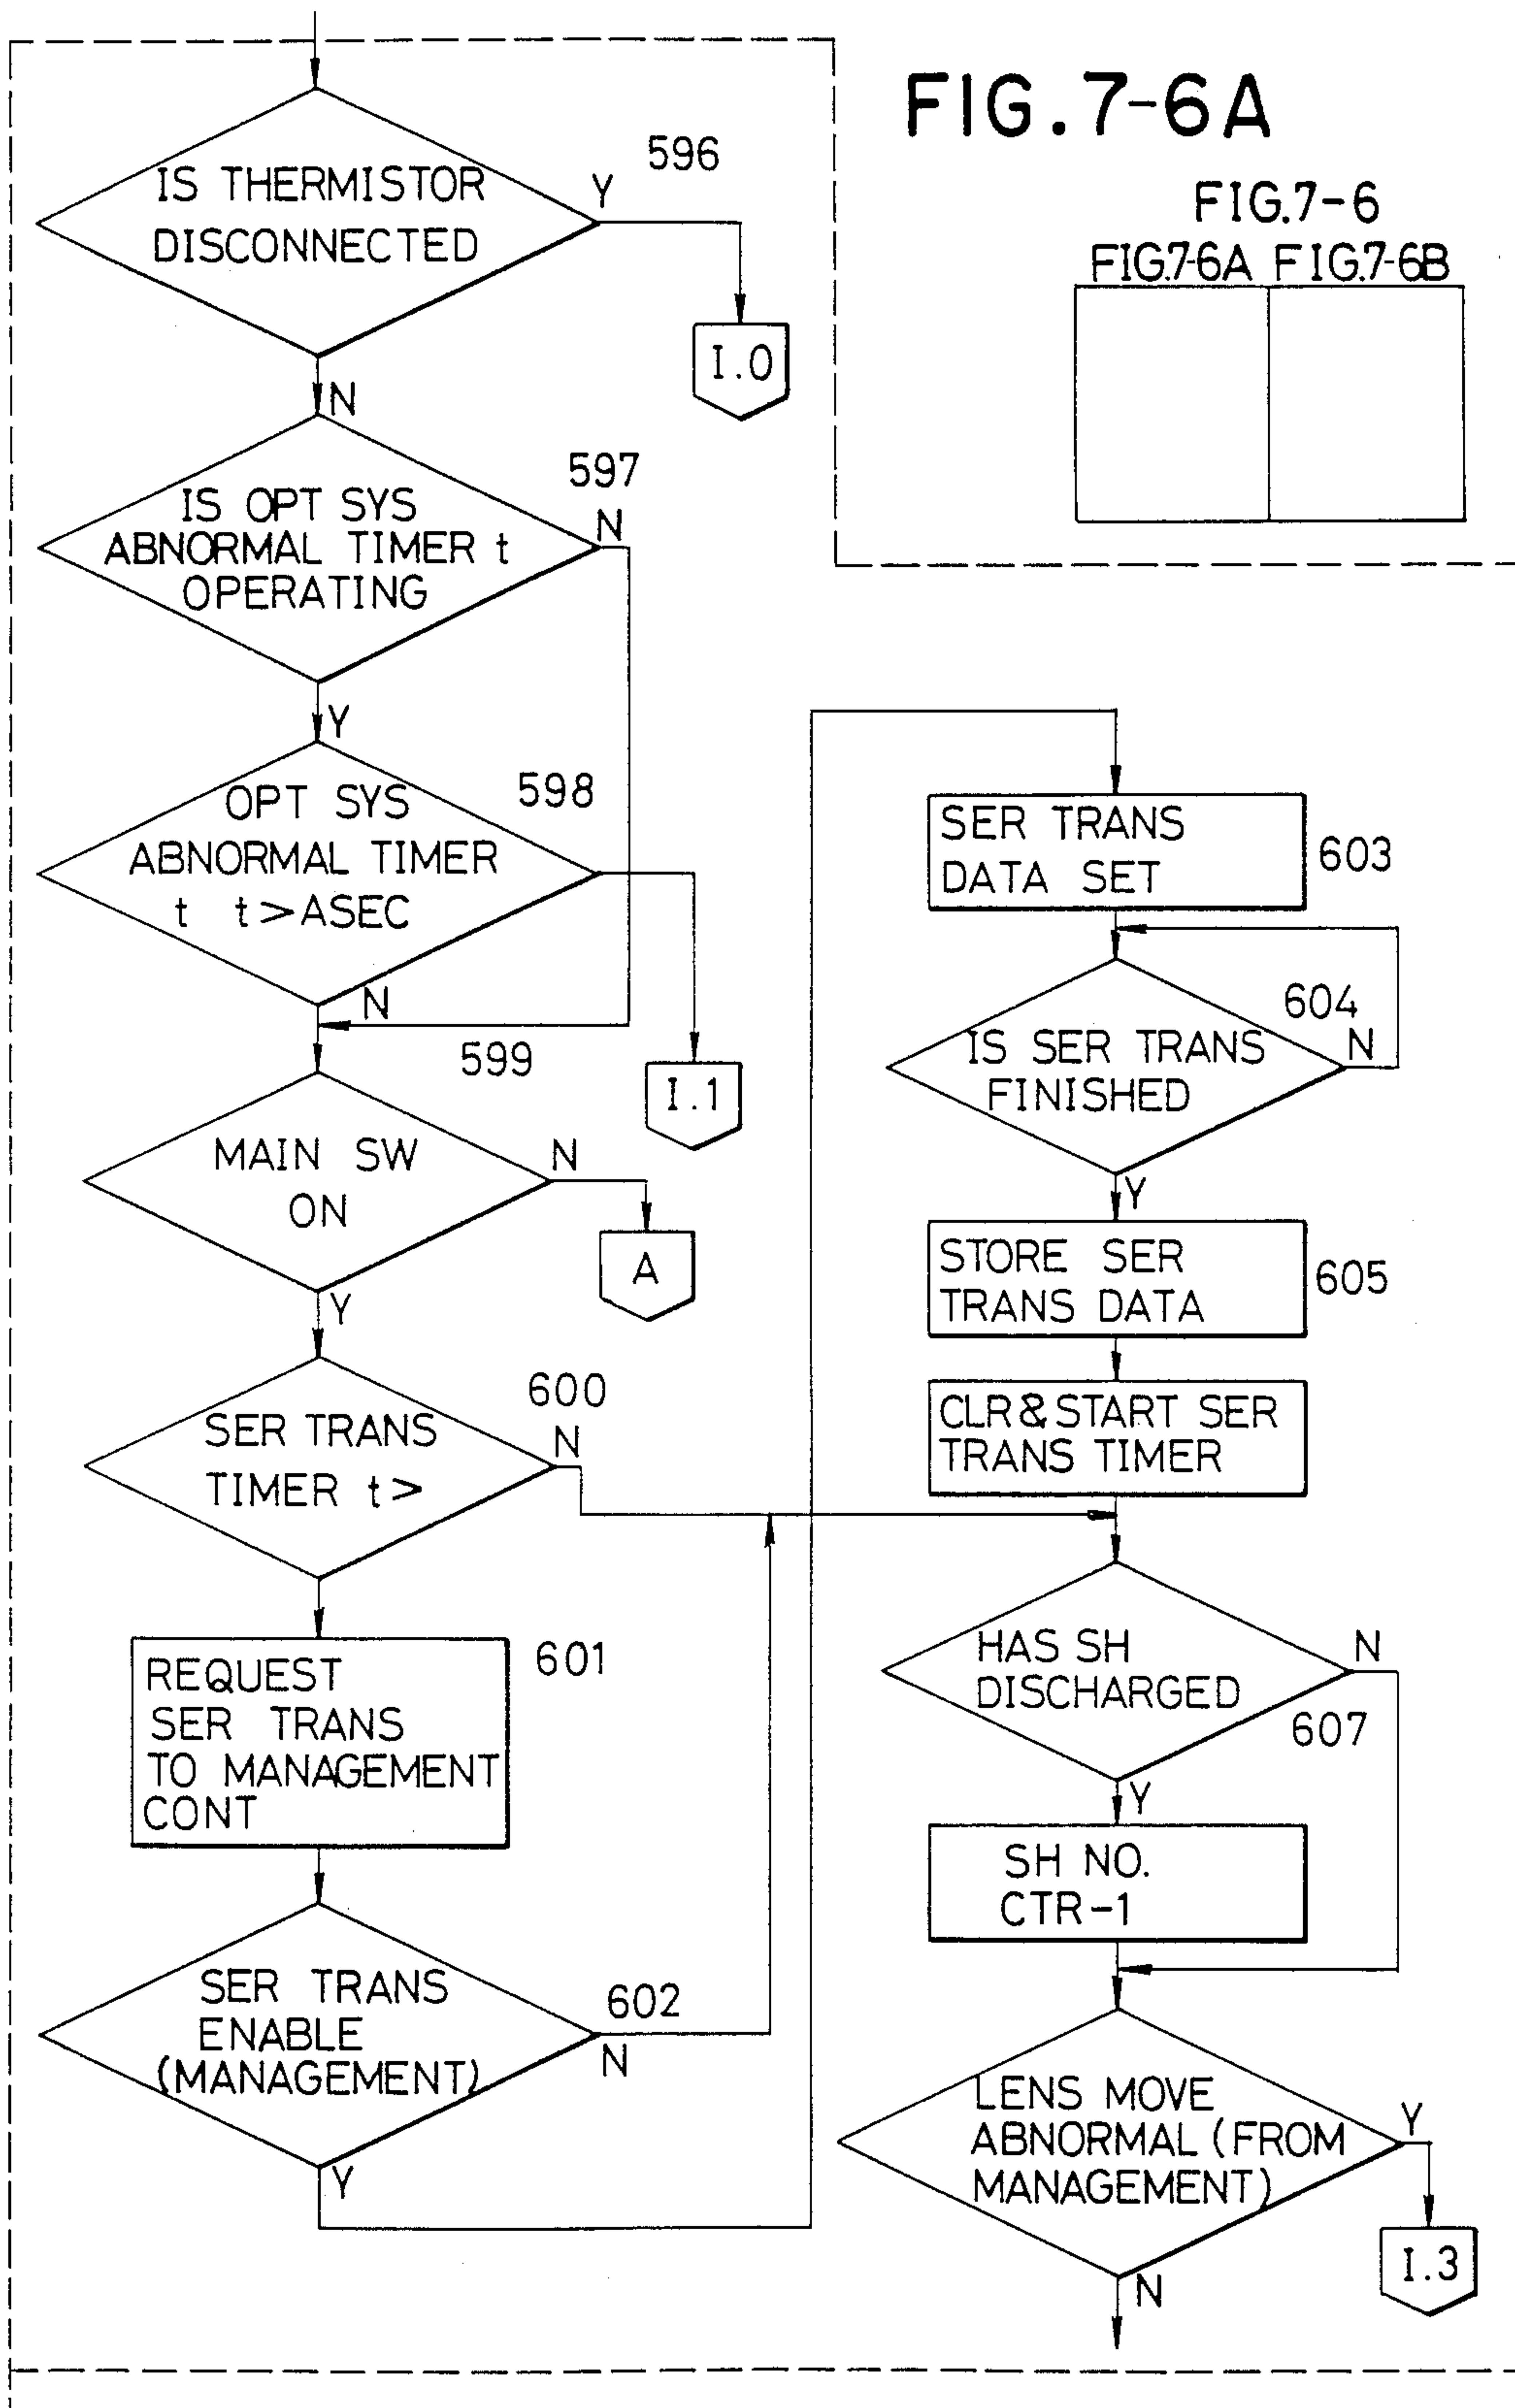 FIG.7-6A
FIG.7-6
FIG.7-6A FIG.7-6B
IS THERMISTOR
DISCONNECTED
596
Y
I.0
N
IS OPT SYS
ABNORMAL TIMER t
OPERATING
597
N
Y
OPT SYS
ABNORMAL TIMER
t t>ASEC
598
N
I.1
599
MAIN SW
ON
N
A
Y
SER TRANS
TIMER t>
600
N
REQUEST
SER TRANS
TO MANAGEMENT
CONT
601
SER TRANS
ENABLE
(MANAGEMENT)
602
N
Y
SER TRANS
DATA SET
603
IS SER TRANS
FINISHED
604
N
Y
STORE SER
TRANS DATA
605
CLR&START SER
TRANS TIMER
HAS SH
DISCHARGED
N
607
Y
SH NO.
CTR-1
LENS MOVE
ABNORMAL (FROM
MANAGEMENT)
Y
I.3
N